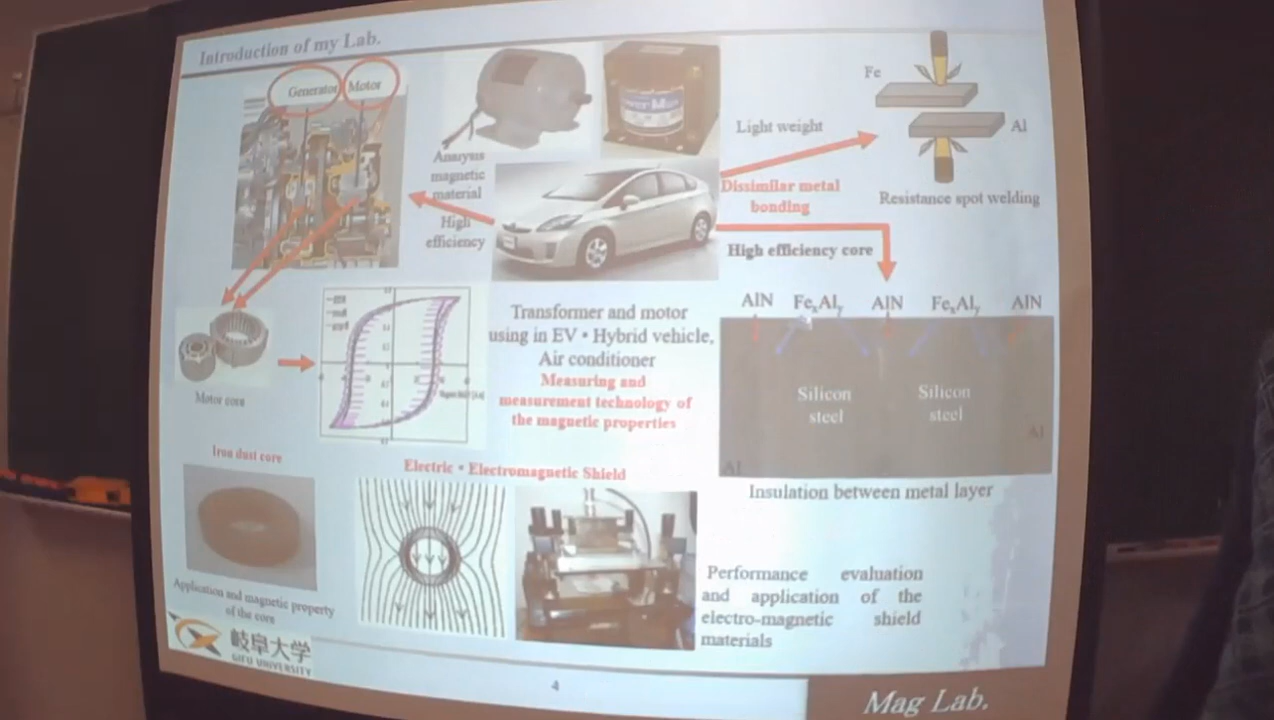 Introduction of my Lab.
Generator
Motor
Analysis
magnetic
material
High
efficiency
Light weight
Dissimilar metal
bonding
High efficiency core
Fe
Al
Resistance spot welding
Motor core
Transformer and motor
using in EV・Hybrid vehicle,
Air conditioner
Measuring and
measurement technology of
the magnetic properties
AlN
FexAly
AlN
FexAly
AlN
Silicon
steel
Silicon
steel
Al
Al
Insulation between metal layer
Iron dust core
Application and magnetic property
of the core
Electric・Electromagnetic Shield
Performance evaluation
and application of the
electro-magnetic shield
materials
岐阜大学
GIFU UNIVERSITY
4
Mag Lab.